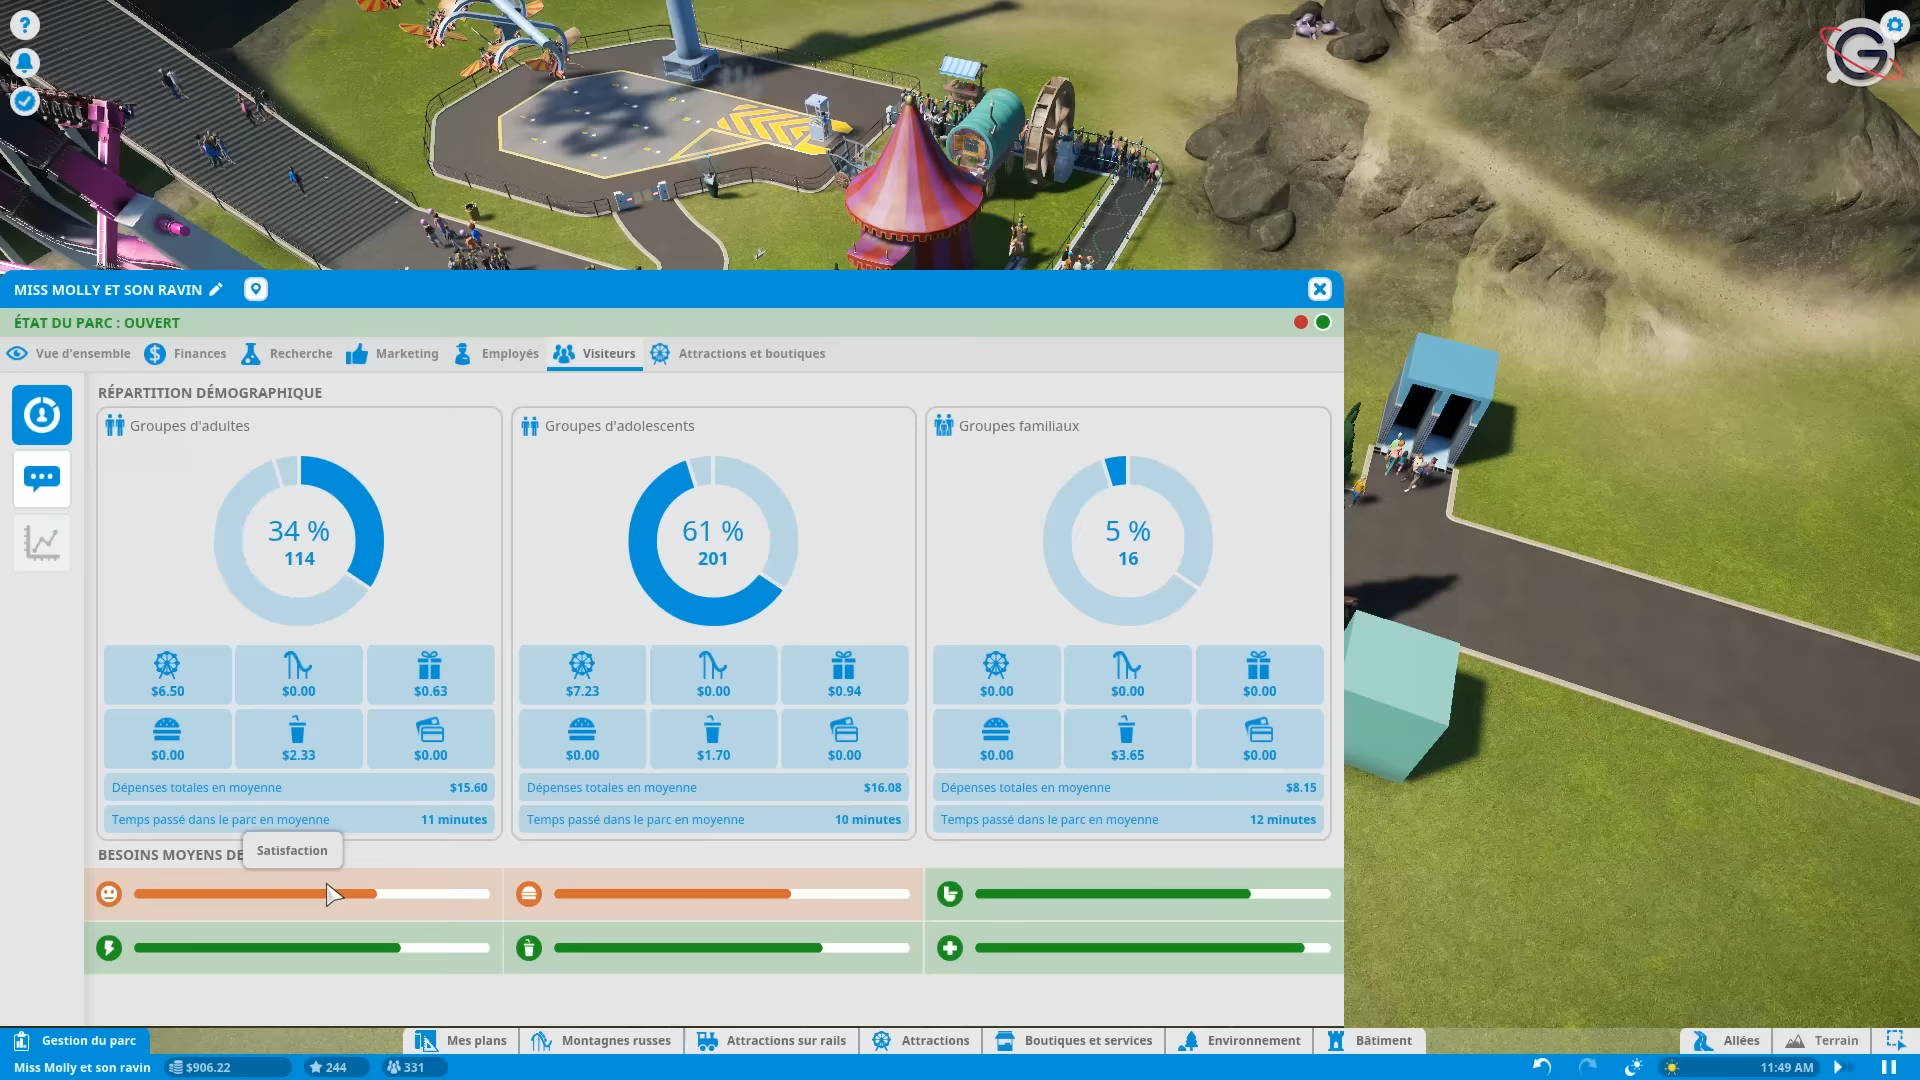 ?
G
MISS MOLLY ET SON RAVIN
ÉTAT DU PARC : OUVERT
Vue d'ensemble
Finances
Recherche
Marketing
Employés
Visiteurs
Attractions et boutiques
RÉPARTITION DÉMOGRAPHIQUE
Groupes d'adultes
34 %
114
$6.50
$0.00
$0.63
$0.00
$2.33
$0.00
Dépenses totales en moyenne
$15.60
Temps passé dans le parc en moyenne
11 minutes
Groupes d'adolescents
61 %
201
$7.23
$0.00
$0.94
$0.00
$1.70
$0.00
Dépenses totales en moyenne
$16.08
Temps passé dans le parc en moyenne
10 minutes
Groupes familiaux
5 %
16
$0.00
$0.00
$0.00
$0.00
$3.65
$0.00
Dépenses totales en moyenne
$8.15
Temps passé dans le parc en moyenne
12 minutes
BESOINS MOYENS DE
Satisfaction
Gestion du parc
Mes plans
Montagnes russes
Attractions sur rails
Attractions
Boutiques et services
Environnement
Bâtiment
Allées
Terrain
Miss Molly et son ravin
$906.22
244
331
11:49 AM